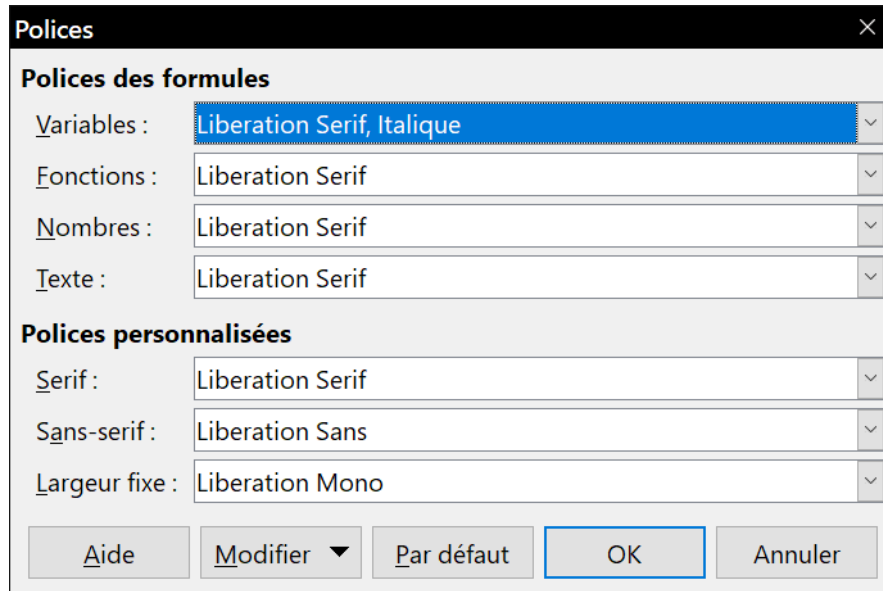 Polices
Polices des formules
Variables : Liberation Serif, Italique
Fonctions : Liberation Serif
Nombres : Liberation Serif
Texte : Liberation Serif
Polices personnalisées
Serif : Liberation Serif
Sans-serif : Liberation Sans
Largeur fixe : Liberation Mono
Aide Modifier Par défaut OK Annuler